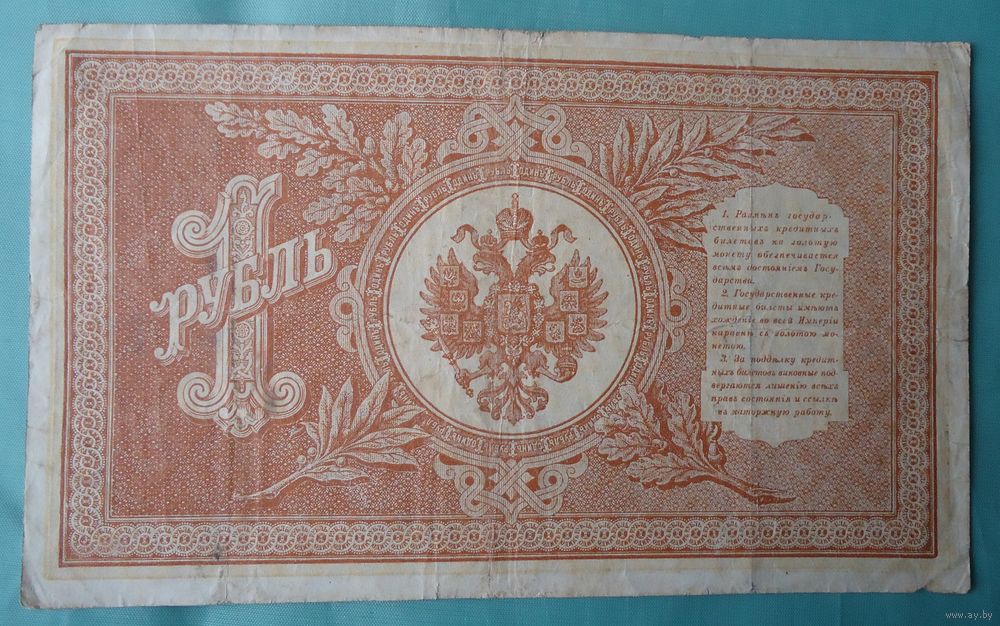 1
РУБЛЬ
1. Размѣнъ государ-
ственныхъ кредитныхъ
билетовъ на золотую
монету обезпечивается
всѣмъ достояніемъ Госу-
дарства.
2. Государственные кре-
дитные билеты имѣютъ
хожденіе во всей Имперіи
наравнѣ съ золотою мо-
нетою.
3. За поддѣлку кредит-
ныхъ билетовъ виновные под-
вергаются лишенію всѣхъ
правъ состоянія и ссылкѣ
въ каторжную работу.
www.ay.by